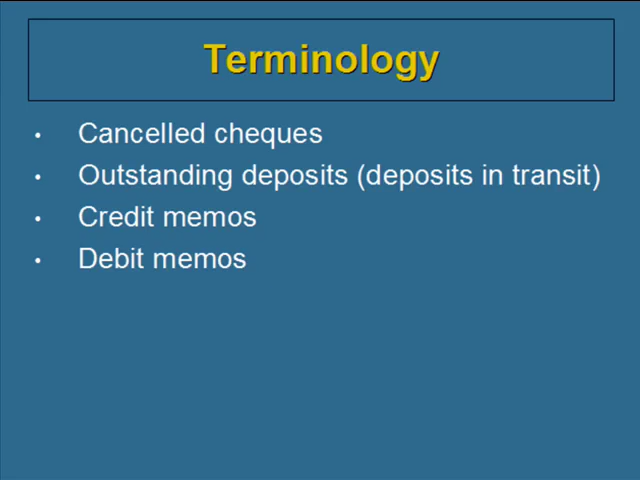 Terminology
• Cancelled cheques
• Outstanding deposits (deposits in transit)
• Credit memos
• Debit memos